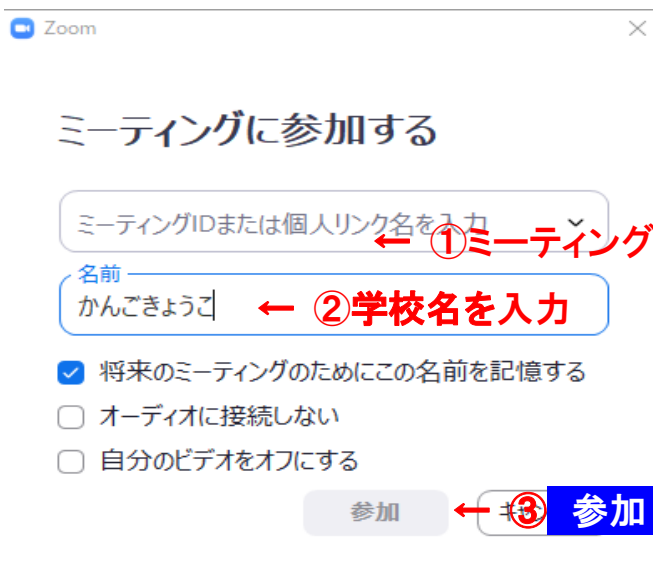 Zoom
ミーティングに参加する
ミーティングIDまたは個人リンク名を入力
← ①ミーティング
名前
かんごきょうこ ← ②学校名を入力
将来のミーティングのためにこの名前を記憶する
オーディオに接続しない
自分のビデオをオフにする
参加 ← ③ 参加